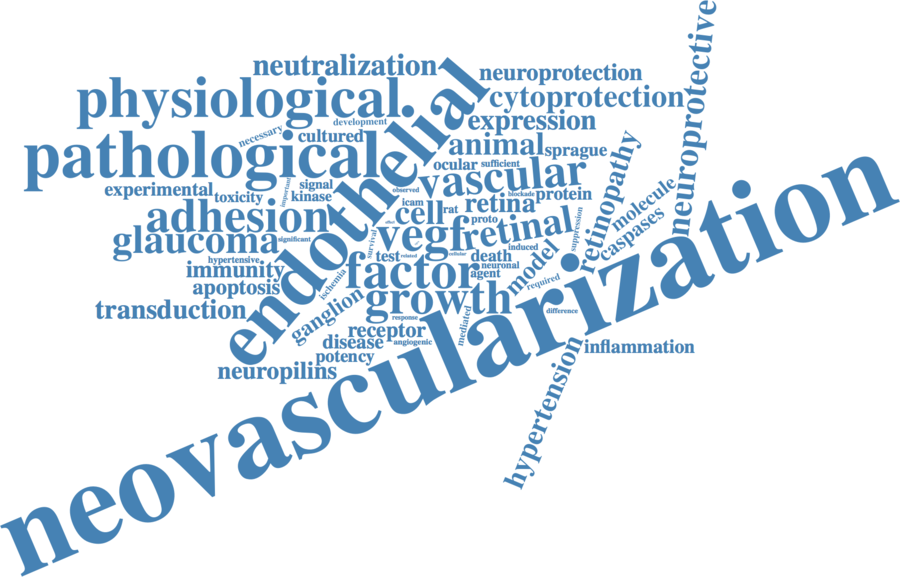 neutralization
neuroprotection
neuroprotective
physiological
cytoprotection
development
necessary
cultured
expression
endothelial
pathological
animal
sprague
ocular
sufficient
vascular
retinopathy
experimental
toxicity
important
signal
kinase
observed
blockade
protein
molecule
icam
retina
adhesion
cell
rat
proto
caspases
glaucoma
significant
survival
effect
vegf
retinal
suppression
hypertensive
test
related
cellular
death
induced
immunity
factor
neuronal
agent
model
required
apoptosis
ischemia
growth
transduction
ganglion
response
mediated
difference
receptor
disease
angiogenic
potency
neuropilins
inflammation
hypertension
neovascularization